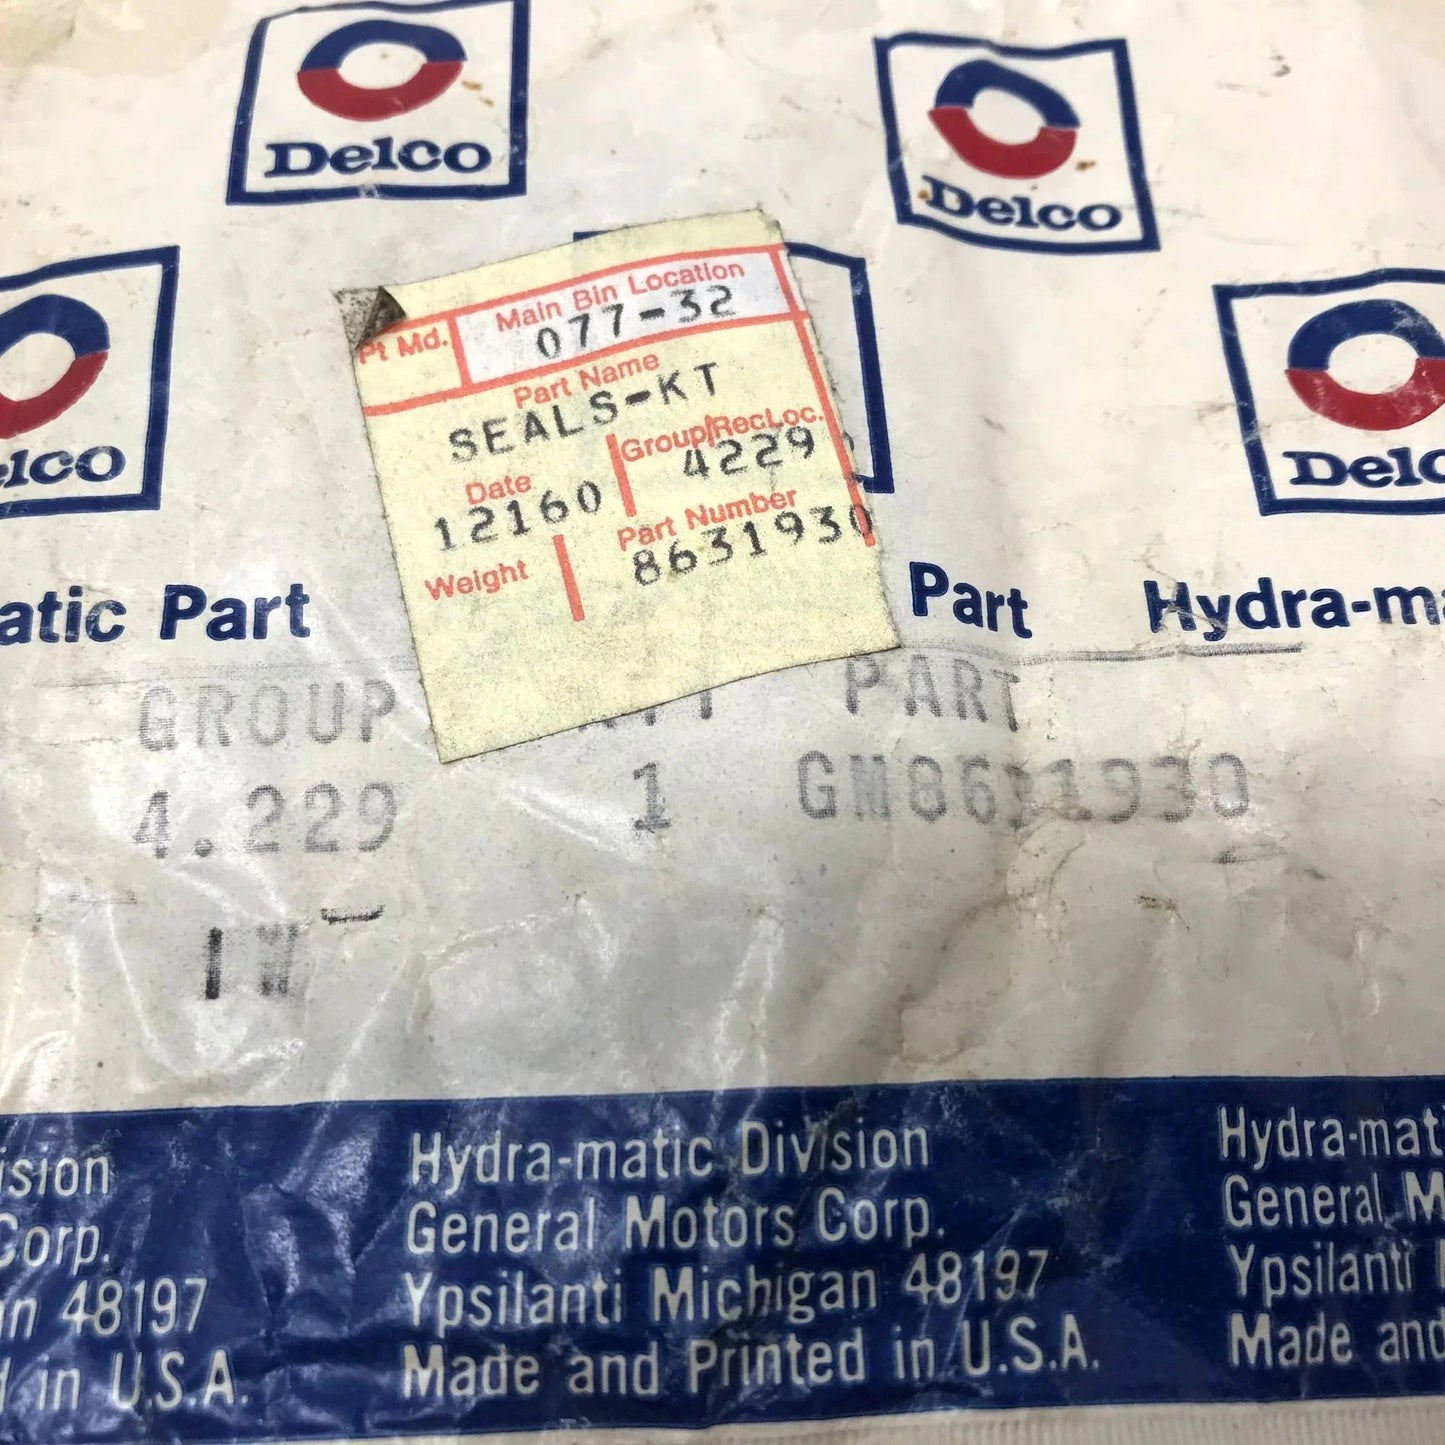 Delco
Delco
Pt Md.
Main Bin Location
077-32
Part Name
SEALS-KT
Date
12160
Group/Rec.Loc.
4229
Weight
Part Number
8631930
elco
Delc
atic Part
Part
Hydra-ma
GROUP
PART
4.229
1
GM8631930
ision
Corp.
an 48197
d in U.S.A.
Hydra-matic Division
General Motors Corp.
Ypsilanti Michigan 48197
Made and Printed in U.S.A.
Hydra-mat
General M
Ypsilanti
Made and